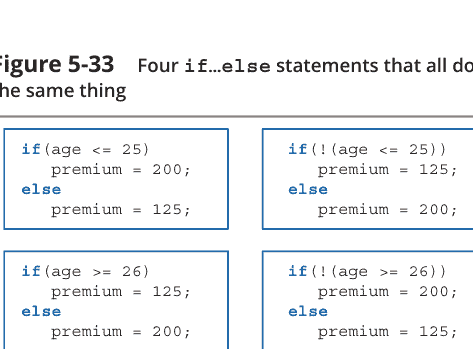 Figure 5-33 Four if…else statements that all do
the same thing
if(age <= 25)
   premium = 200;
else
   premium = 125;
if(!(age <= 25))
   premium = 125;
else
   premium = 200;
if(age >= 26)
   premium = 125;
else
   premium = 200;
if(!(age >= 26))
   premium = 200;
else
   premium = 125;